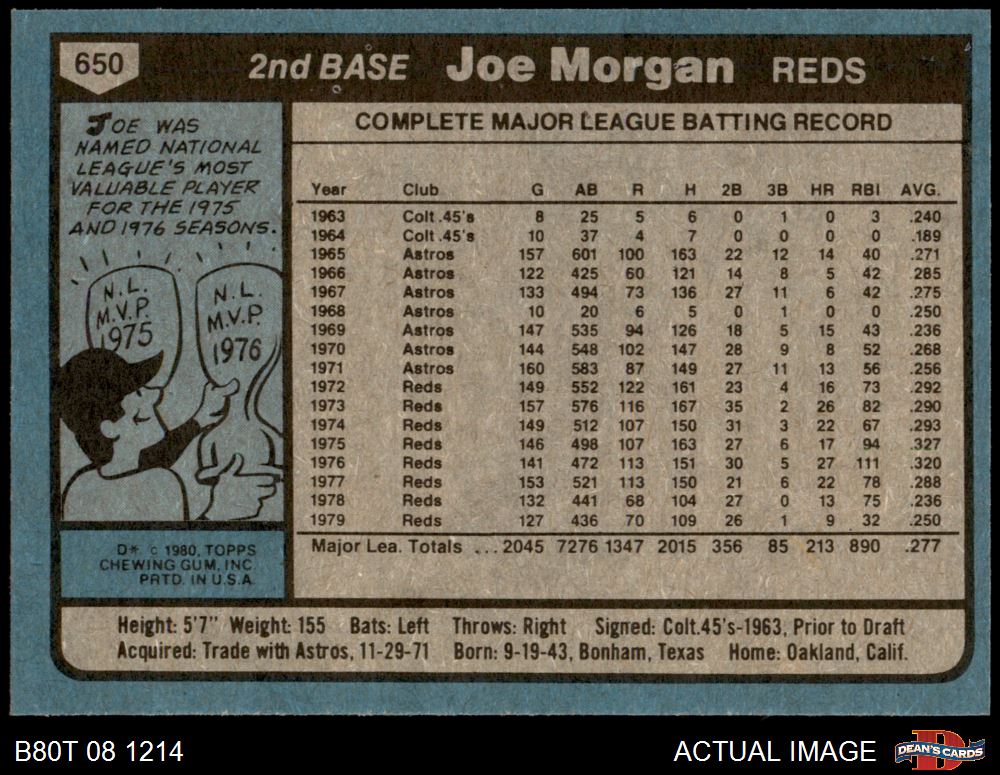 650 2nd BASE Joe Morgan REDS
JOE WAS
NAMED NATIONAL
LEAGUE'S MOST
VALUABLE PLAYER
FOR THE 1975
AND 1976 SEASONS.
N.L.
M.V.P.
1975
N.L.
M.V.P.
1976
D* © 1980, TOPPS
CHEWING GUM, INC.
PRTD. IN U.S.A.
COMPLETE MAJOR LEAGUE BATTING RECORD
Year Club G AB R H 2B 3B HR RBI AVG.
1963 Colt .45's 8 25 5 6 0 1 0 3 .240
1964 Colt .45's 10 37 4 7 0 0 0 0 .189
1965 Astros 157 601 100 163 22 12 14 40 .271
1966 Astros 122 425 60 121 14 8 5 42 .285
1967 Astros 133 494 73 136 27 11 6 42 .275
1968 Astros 10 20 6 5 0 1 0 0 .250
1969 Astros 147 535 94 126 18 5 15 43 .236
1970 Astros 144 548 102 147 28 9 8 52 .268
1971 Astros 160 583 87 149 27 11 13 56 .256
1972 Reds 149 552 122 161 23 4 16 73 .292
1973 Reds 157 576 116 167 35 2 26 82 .290
1974 Reds 149 512 107 150 31 3 22 67 .293
1975 Reds 146 498 107 163 27 6 17 94 .327
1976 Reds 141 472 113 151 30 5 27 111 .320
1977 Reds 153 521 113 150 21 6 22 78 .288
1978 Reds 132 441 68 104 27 0 13 75 .236
1979 Reds 127 436 70 109 26 1 9 32 .250
Major Lea. Totals ...2045 7276 1347 2015 356 85 213 890 .277
Height: 5'7" Weight: 155 Bats: Left Throws: Right Signed: Colt.45's-1963, Prior to Draft
Acquired: Trade with Astros, 11-29-71 Born: 9-19-43, Bonham, Texas Home: Oakland, Calif.
B80T 08 1214 ACTUAL IMAGE DEAN'S CARDS